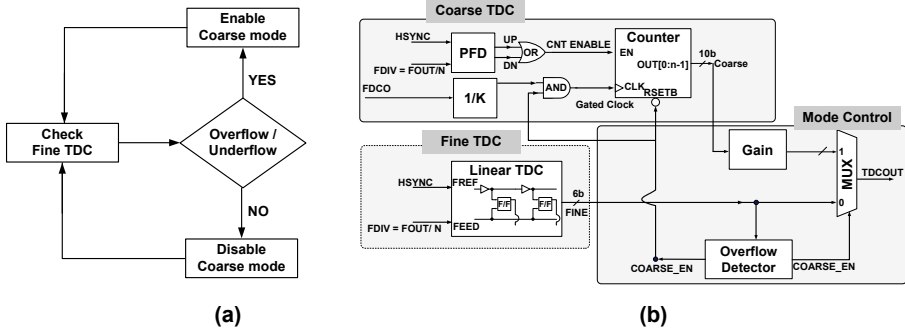 Enable
Coarse mode
YES
Check
Fine TDC
Overflow /
Underflow
NO
Disable
Coarse mode
(a)
Coarse TDC
HSYNC
PFD
UP
DN
OR
CNT ENABLE
FDIV = FOUT/N
FDCO
1/K
AND
Gated Clock
Counter
EN
OUT[0:n-1]
CLK
RSETB
10b
Coarse
Mode Control
Gain
1
0
MUX
TDCOUT
Fine TDC
Linear TDC
HSYNC
FREF
F/F
F/F
FEED
FDIV = FOUT/ N
6b
FINE
COARSE_EN
Overflow
Detector
COARSE_EN
(b)